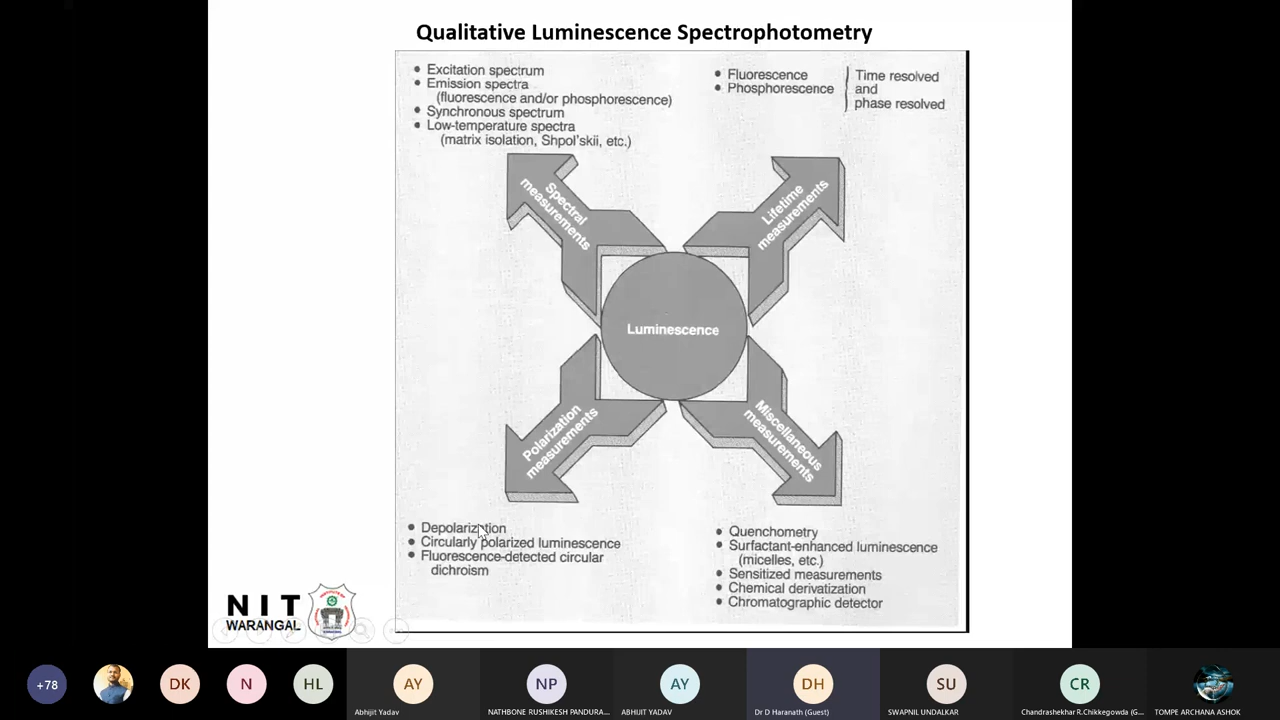 Qualitative Luminescence Spectrophotometry
• Excitation spectrum
• Emission spectra
(fluorescence and/or phosphorescence)
• Synchronous spectrum
• Low-temperature spectra
(matrix isolation, Shpol'skii, etc.)
• Fluorescence
• Phosphorescence
Time resolved
and
phase resolved
Spectral
measurements
Lifetime
measurements
Luminescence
Polarization
measurements
Miscellaneous
measurements
• Depolarization
• Circularly polarized luminescence
• Fluorescence-detected circular
dichroism
• Quenchometry
• Surfactant-enhanced luminescence
(micelles, etc.)
• Sensitized measurements
• Chemical derivatization
• Chromatographic detector
NIT
WARANGAL
+78
DK
N
HL
AY
Abhijit Yadav
NP
NATHBONE RUSHIKESH PANDURA...
AY
ABHIJIT YADAV
DH
Dr D Haranath (Guest)
SU
SWAPNIL UNDALKAR
CR
Chandrashekhar R.Chikkegowda (G...
TOMPE ARCHANA ASHOK